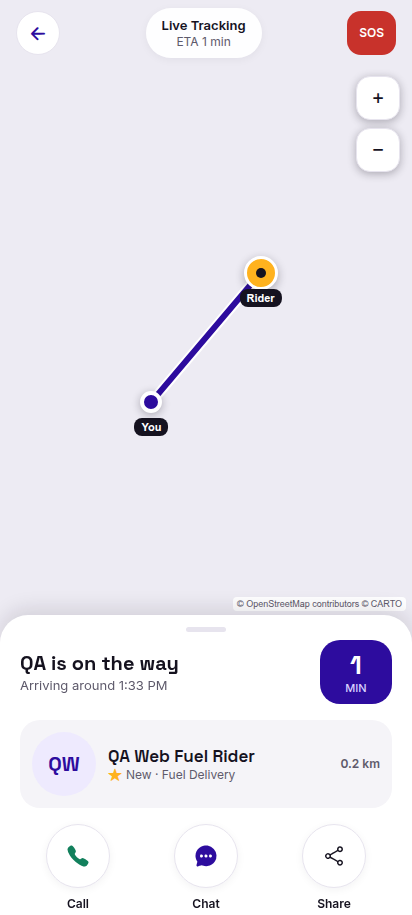 Live Tracking
ETA 1 min
SOS
+
−
Rider
You
© OpenStreetMap contributors © CARTO
QA is on the way
Arriving around 1:33 PM
1
MIN
QW
QA Web Fuel Rider
New · Fuel Delivery
0.2 km
Call
Chat
Share